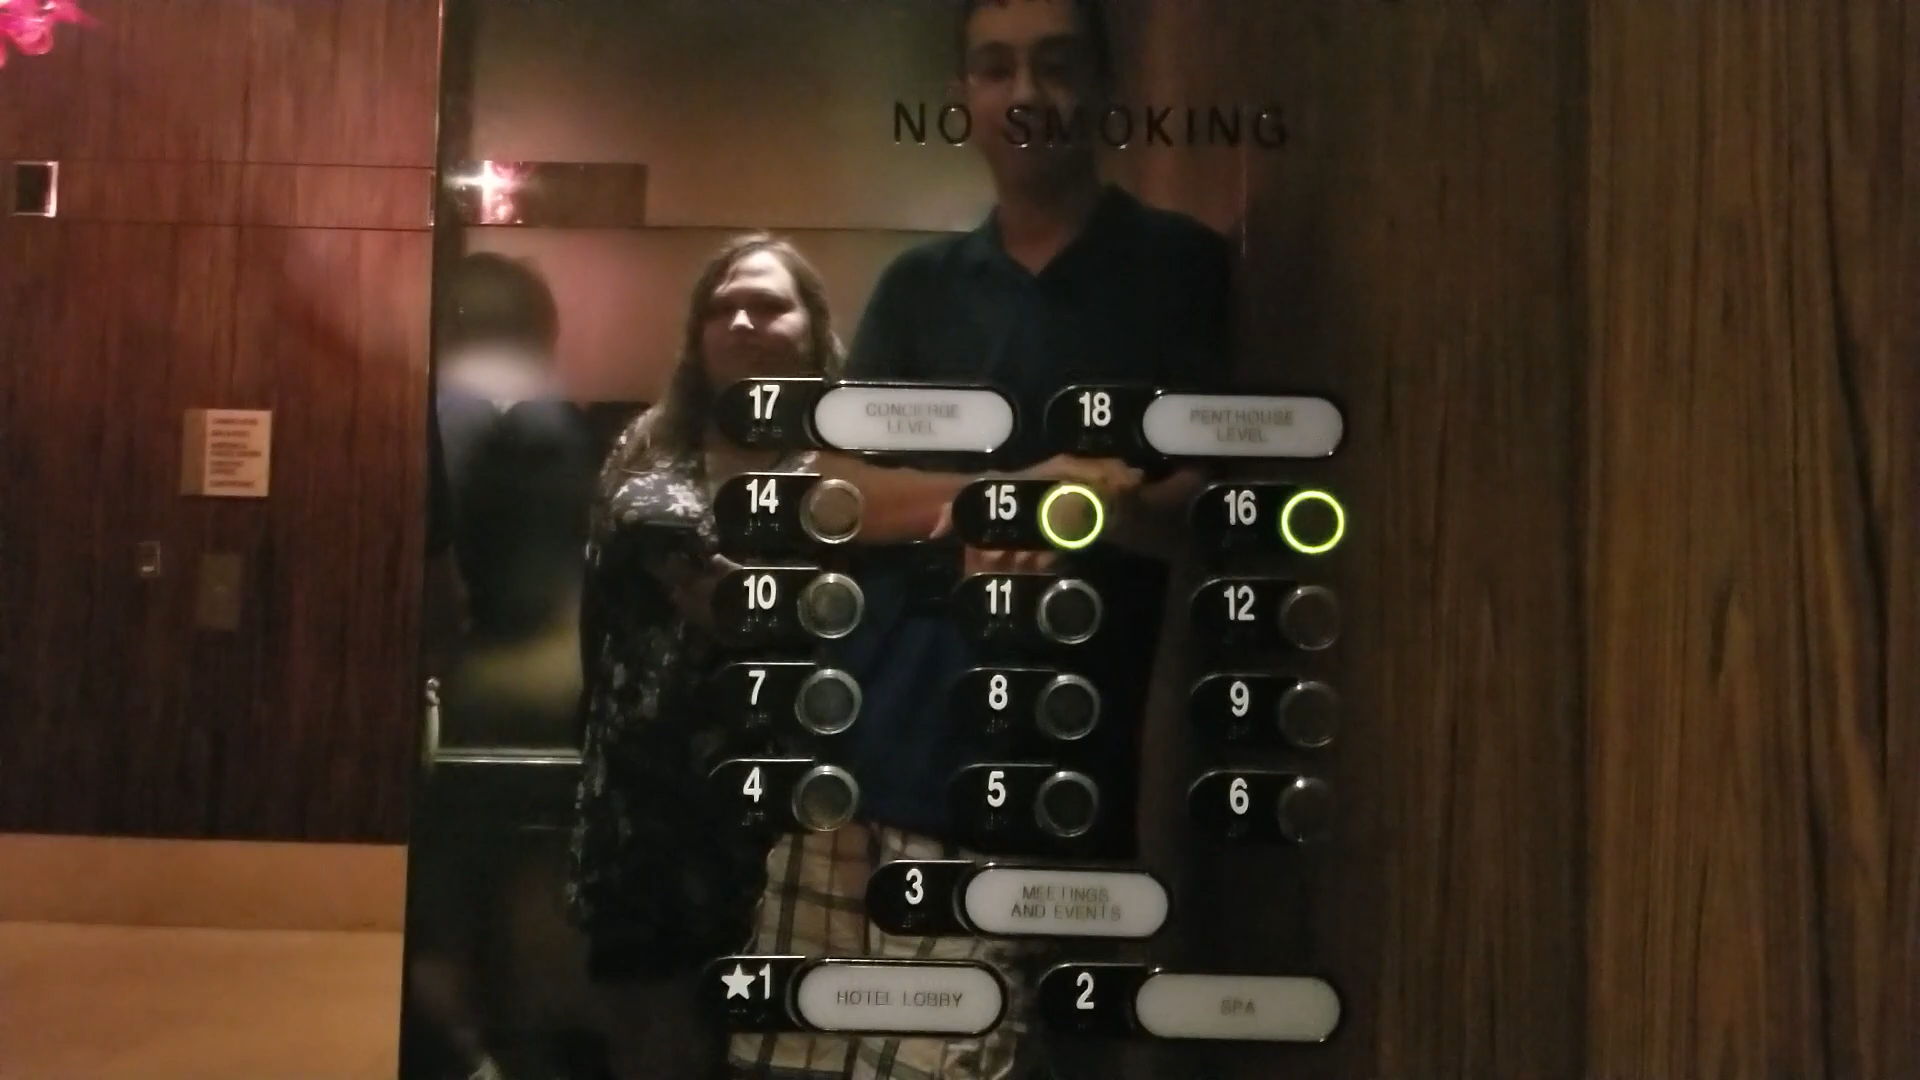 NO SMOKING
17 CONCIERGE
LEVEL
18 PENTHOUSE
LEVEL
14 15 16
10 11 12
7 8 9
4 5 6
3 MEETINGS
AND EVENTS
★1 HOTEL LOBBY
2 SPA